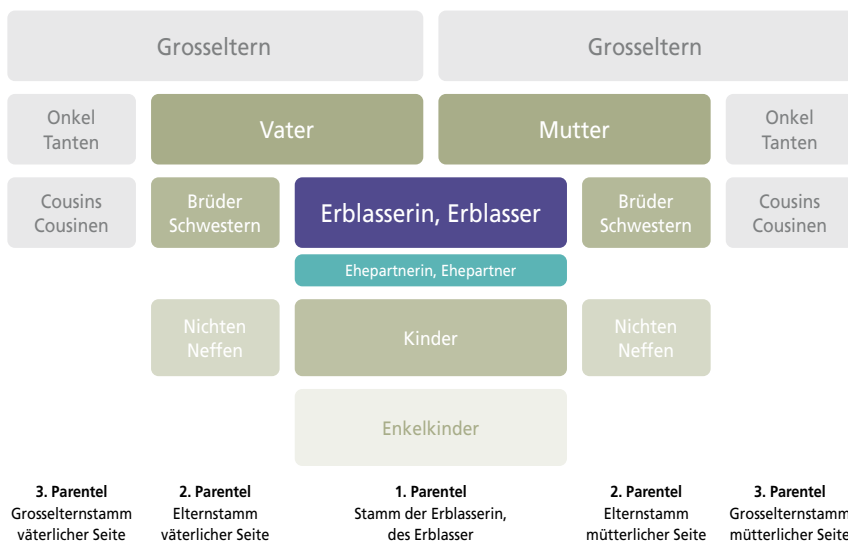 Grosseltern
Grosseltern
Onkel
Tanten
Vater
Mutter
Onkel
Tanten
Cousins
Cousinen
Brüder
Schwestern
Erblasserin, Erblasser
Brüder
Schwestern
Cousins
Cousinen
Ehepartnerin, Ehepartner
Nichten
Neffen
Kinder
Nichten
Neffen
Enkelkinder
3. Parentel
Grosselternstamm
väterlicher Seite
2. Parentel
Elternstamm
väterlicher Seite
1. Parentel
Stamm der Erblasserin,
des Erblasser
2. Parentel
Elternstamm
mütterlicher Seite
3. Parentel
Grosselternstamm
mütterlicher Seite